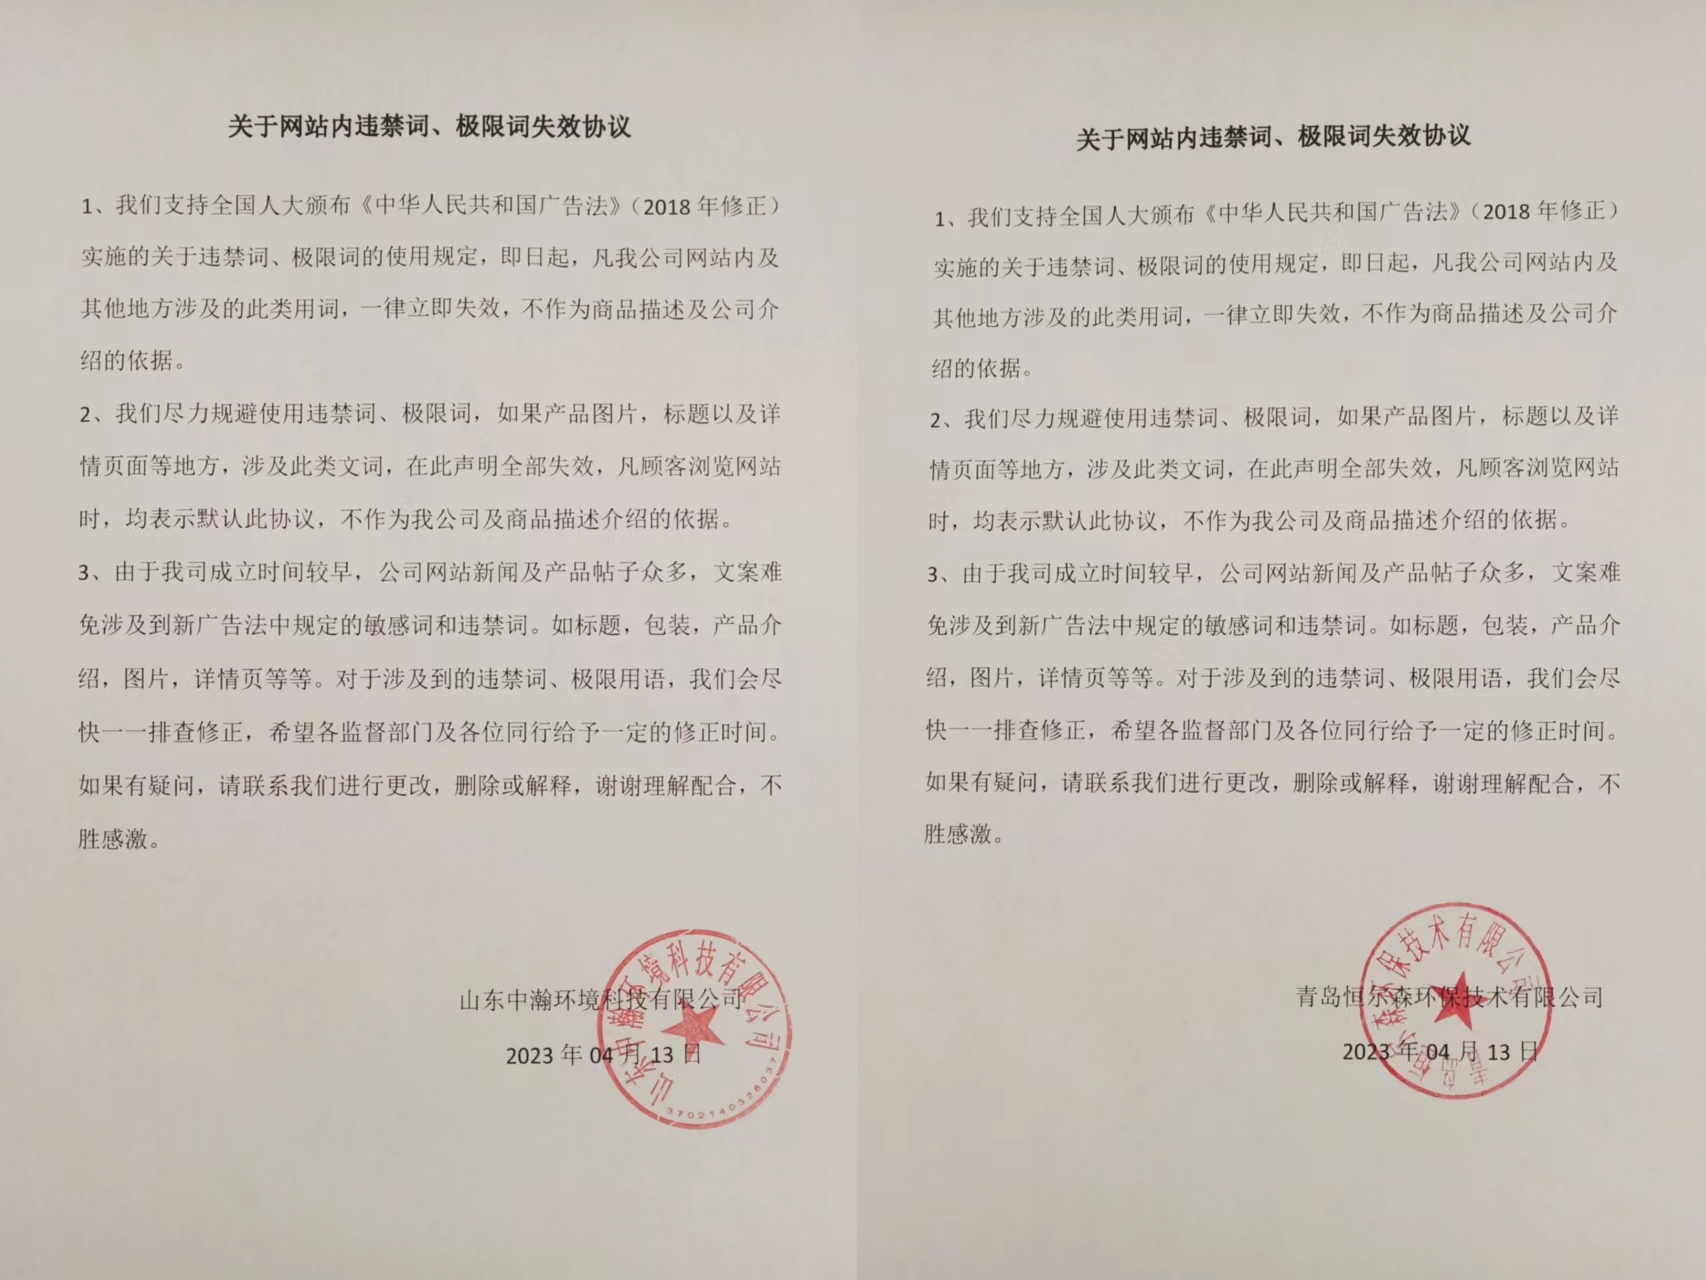 关于网站内违禁词、极限词失效协议
1、我们支持全国人大颁布《中华人民共和国广告法》（2018 年修正）
实施的关于违禁词、极限词的使用规定，即日起，凡我公司网站内及
其他地方涉及的此类用词，一律立即失效，不作为商品描述及公司介
绍的依据。
2、我们尽力规避使用违禁词、极限词，如果产品图片，标题以及详
情页面等地方，涉及此类文词，在此声明全部失效，凡顾客浏览网站
时，均表示默认此协议，不作为我公司及商品描述介绍的依据。
3、由于我司成立时间较早，公司网站新闻及产品帖子众多，文案难
免涉及到新广告法中规定的敏感词和违禁词。如标题，包装，产品介
绍，图片，详情页等等。对于涉及到的违禁词、极限用语，我们会尽
快一一排查修正，希望各监督部门及各位同行给予一定的修正时间。
如果有疑问，请联系我们进行更改，删除或解释，谢谢理解配合，不
胜感激。
山东中瀚环境科技有限公司
2023 年 04 月 13 日
山东中瀚环境科技有限公司
3702140326037
关于网站内违禁词、极限词失效协议
1、我们支持全国人大颁布《中华人民共和国广告法》（2018 年修正）
实施的关于违禁词、极限词的使用规定，即日起，凡我公司网站内及
其他地方涉及的此类用词，一律立即失效，不作为商品描述及公司介
绍的依据。
2、我们尽力规避使用违禁词、极限词，如果产品图片，标题以及详
情页面等地方，涉及此类文词，在此声明全部失效，凡顾客浏览网站
时，均表示默认此协议，不作为我公司及商品描述介绍的依据。
3、由于我司成立时间较早，公司网站新闻及产品帖子众多，文案难
免涉及到新广告法中规定的敏感词和违禁词。如标题，包装，产品介
绍，图片，详情页等等。对于涉及到的违禁词、极限用语，我们会尽
快一一排查修正，希望各监督部门及各位同行给予一定的修正时间。
如果有疑问，请联系我们进行更改，删除或解释，谢谢理解配合，不
胜感激。
青岛恒尔森环保技术有限公司
2023 年 04 月 13 日
青岛恒尔森环保技术有限公司